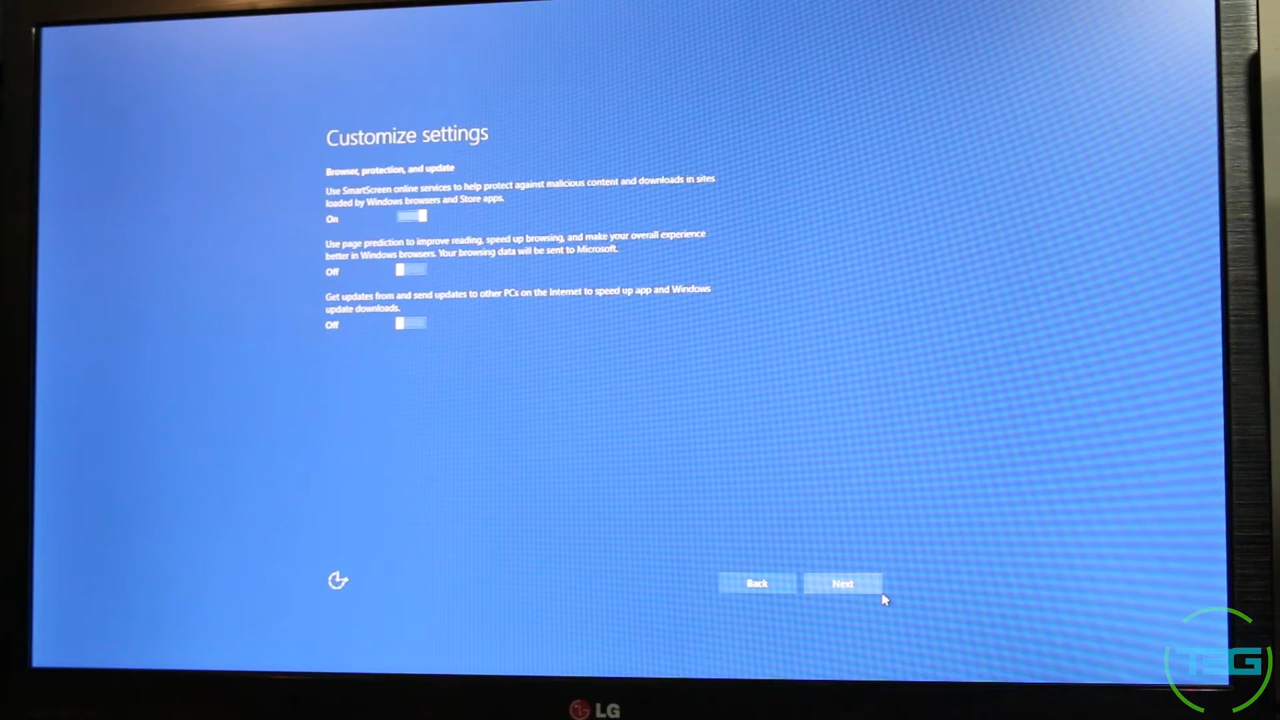 Customize settings
Browser, protection, and update
Use SmartScreen online services to help protect against malicious content and downloads in sites
loaded by Windows browsers and Store apps.
On
Use page prediction to improve reading, speed up browsing, and make your overall experience
better in Windows browsers. Your browsing data will be sent to Microsoft.
Off
Get updates from and send updates to other PCs on the Internet to speed up app and Windows
update downloads.
Off
Back
Next
LG